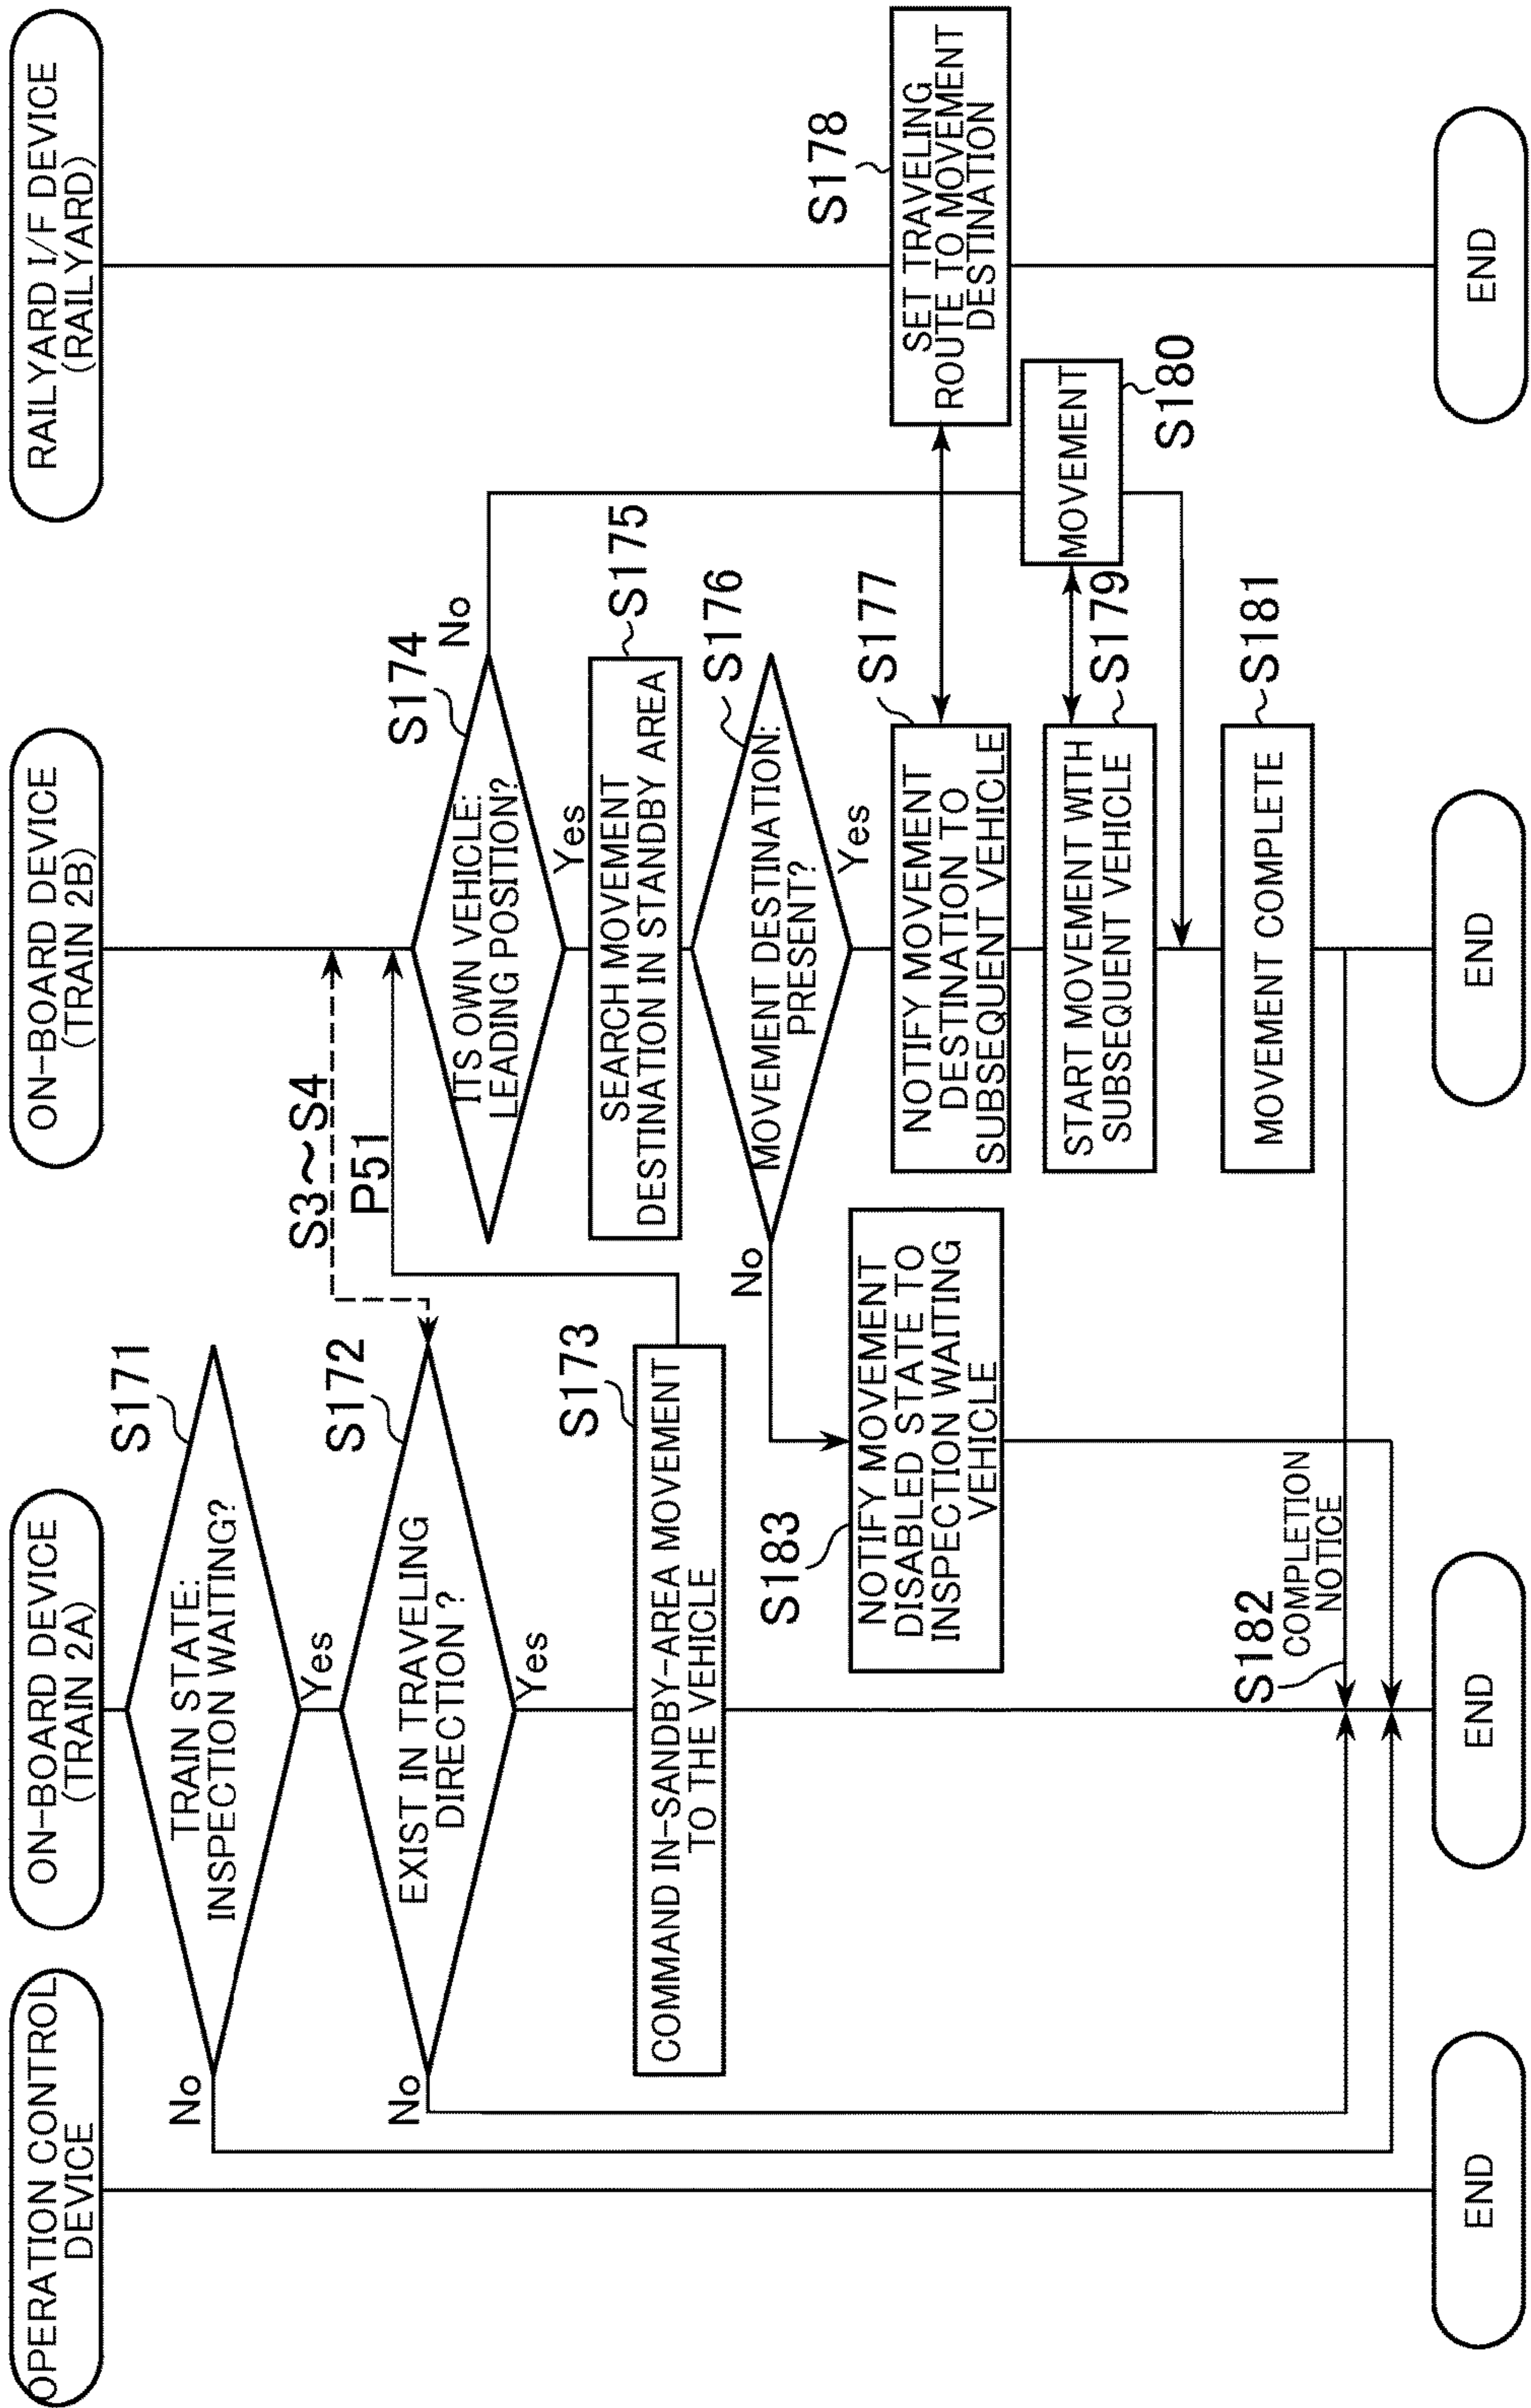 OPERATION CONTROL
DEVICE
ON-BOARD DEVICE
(TRAIN 2A)
ON-BOARD DEVICE
(TRAIN 2B)
RAILYARD I/F DEVICE
(RAILYARD)
S171
TRAIN STATE:
INSPECTION WAITING?
No
Yes
S3~S4
S172
EXIST IN TRAVELING
DIRECTION ?
No
Yes
P51
S173
COMMAND IN-SANDBY-AREA MOVEMENT
TO THE VEHICLE
S174
ITS OWN VEHICLE:
LEADING POSITION?
No
Yes
S175
SEARCH MOVEMENT
DESTINATION IN STANDBY AREA
S176
MOVEMENT DESTINATION:
PRESENT?
No
Yes
S183
NOTIFY MOVEMENT
DISABLED STATE TO
INSPECTION WAITING
VEHICLE
S177
NOTIFY MOVEMENT
DESTINATION TO
SUBSEQUENT VEHICLE
S178
SET TRAVELING
ROUTE TO MOVEMENT
DESTINATION
S179
START MOVEMENT WITH
SUBSEQUENT VEHICLE
MOVEMENT
S180
S181
MOVEMENT COMPLETE
S182
COMPLETION
NOTICE
END
END
END
END